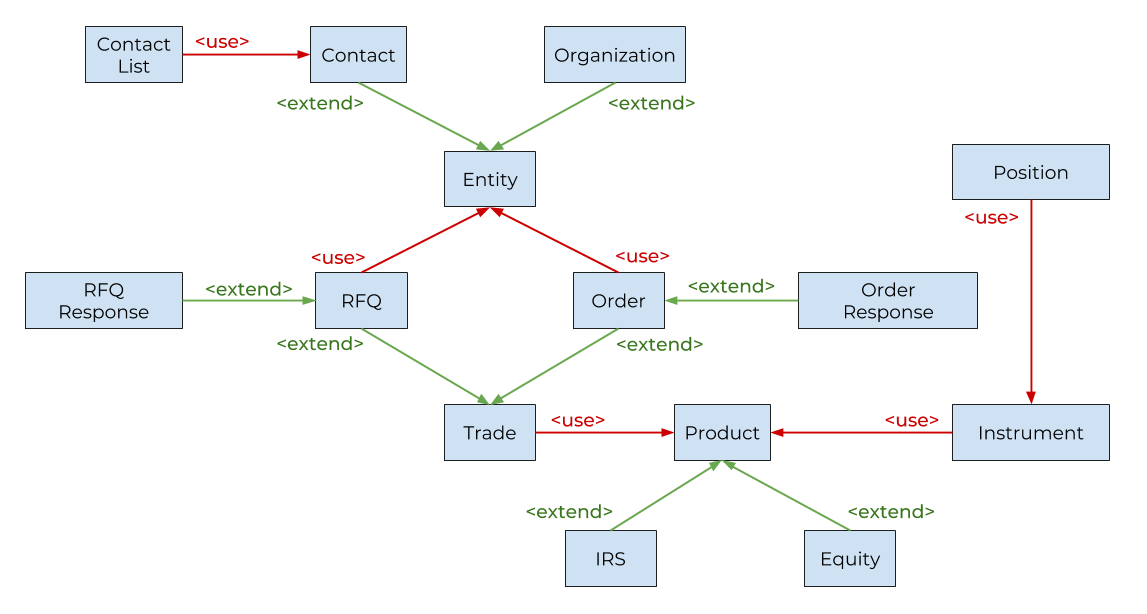 Contact
List
<use>
Contact
Organization
<extend>
<extend>
Entity
Position
<use>
<use>
<use>
RFQ
Response
<extend>
RFQ
Order
<extend>
Order
Response
<extend>
<extend>
Trade
<use>
Product
<use>
Instrument
<extend>
<extend>
IRS
Equity